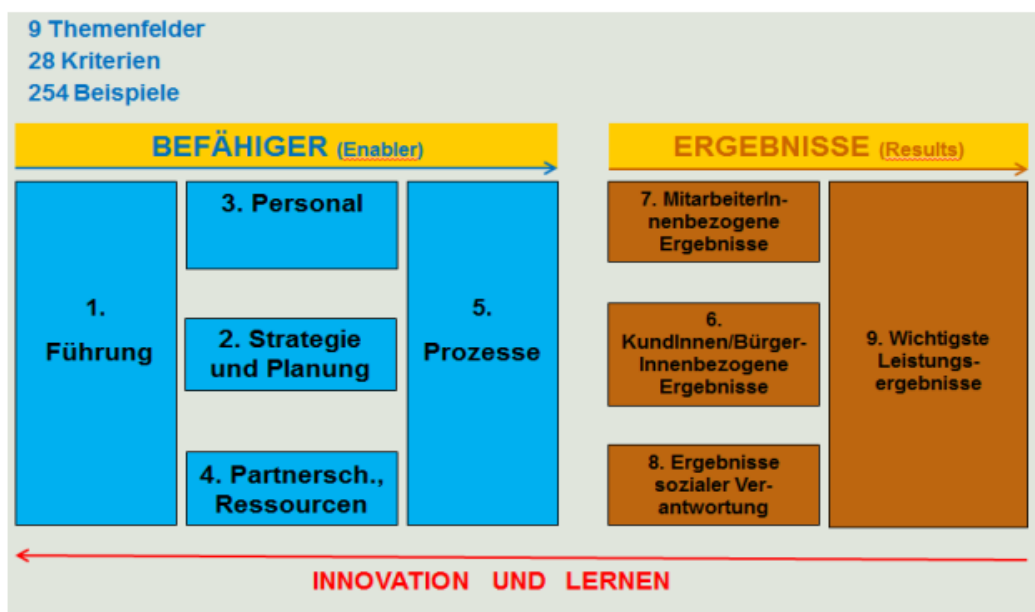 9 Themenfelder
28 Kriterien
254 Beispiele
BEFÄHIGER (Enabler)
ERGEBNISSE (Results)
1.
Führung
3. Personal
2. Strategie
und Planung
4. Partnersch.,
Ressourcen
5.
Prozesse
7. MitarbeiterIn-
nenbezogene
Ergebnisse
6.
KundInnen/Bürger-
Innenbezogene
Ergebnisse
8. Ergebnisse
sozialer Ver-
antwortung
9. Wichtigste
Leistungs-
ergebnisse
INNOVATION UND LERNEN